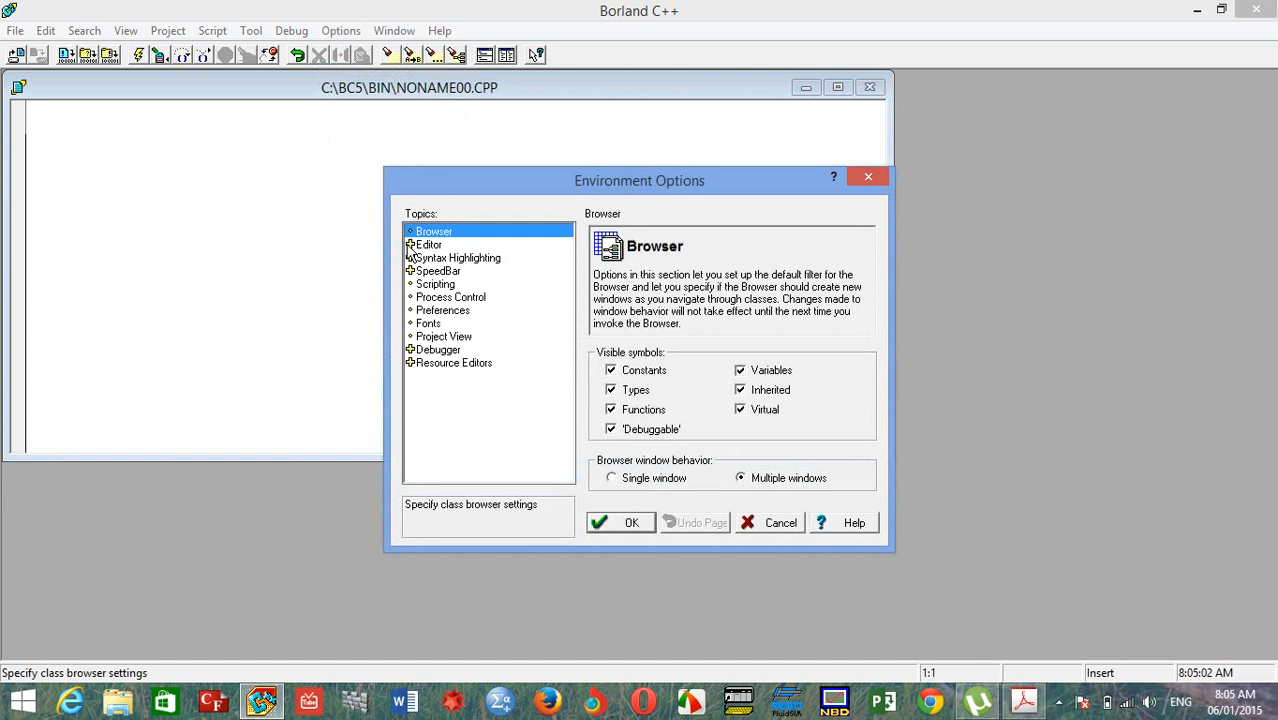 Borland C++
File Edit Search View Project Script Tool Debug Options Window Help
C:\BC5\BIN\NONAME00.CPP
Environment Options
?
Topics:
Browser
Editor
Syntax Highlighting
SpeedBar
Scripting
Process Control
Preferences
Fonts
Project View
Debugger
Resource Editors
Specify class browser settings
Browser
Browser
Options in this section let you set up the default filter for the
Browser and let you specify if the Browser should create new
windows as you navigate through classes. Changes made to
window behavior will not take effect until the next time you
invoke the Browser.
Visible symbols:
Constants Variables
Types Inherited
Functions Virtual
'Debuggable'
Browser window behavior:
Single window Multiple windows
OK Undo Page Cancel ? Help
Specify class browser settings 1:1 Insert 8:05:02 AM
NBD
ENG
8:05 AM
06/01/2015